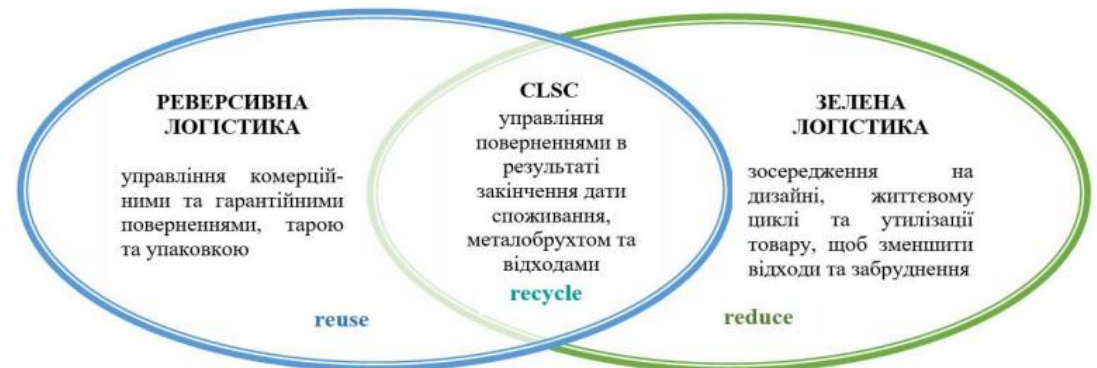 РЕВЕРСИВНА
ЛОГІСТИКА
управління комерцій-
ними та гарантійними
поверненнями, тарою
та упаковкою
reuse
CLSC
управління
поверненнями в
результаті
закінчення дати
споживання,
металобрухтом та
відходами
recycle
ЗЕЛЕНА
ЛОГІСТИКА
зосередження на
дизайні, життєвому
циклі та утилізації
товару, щоб зменшити
відходи та забруднення
reduce